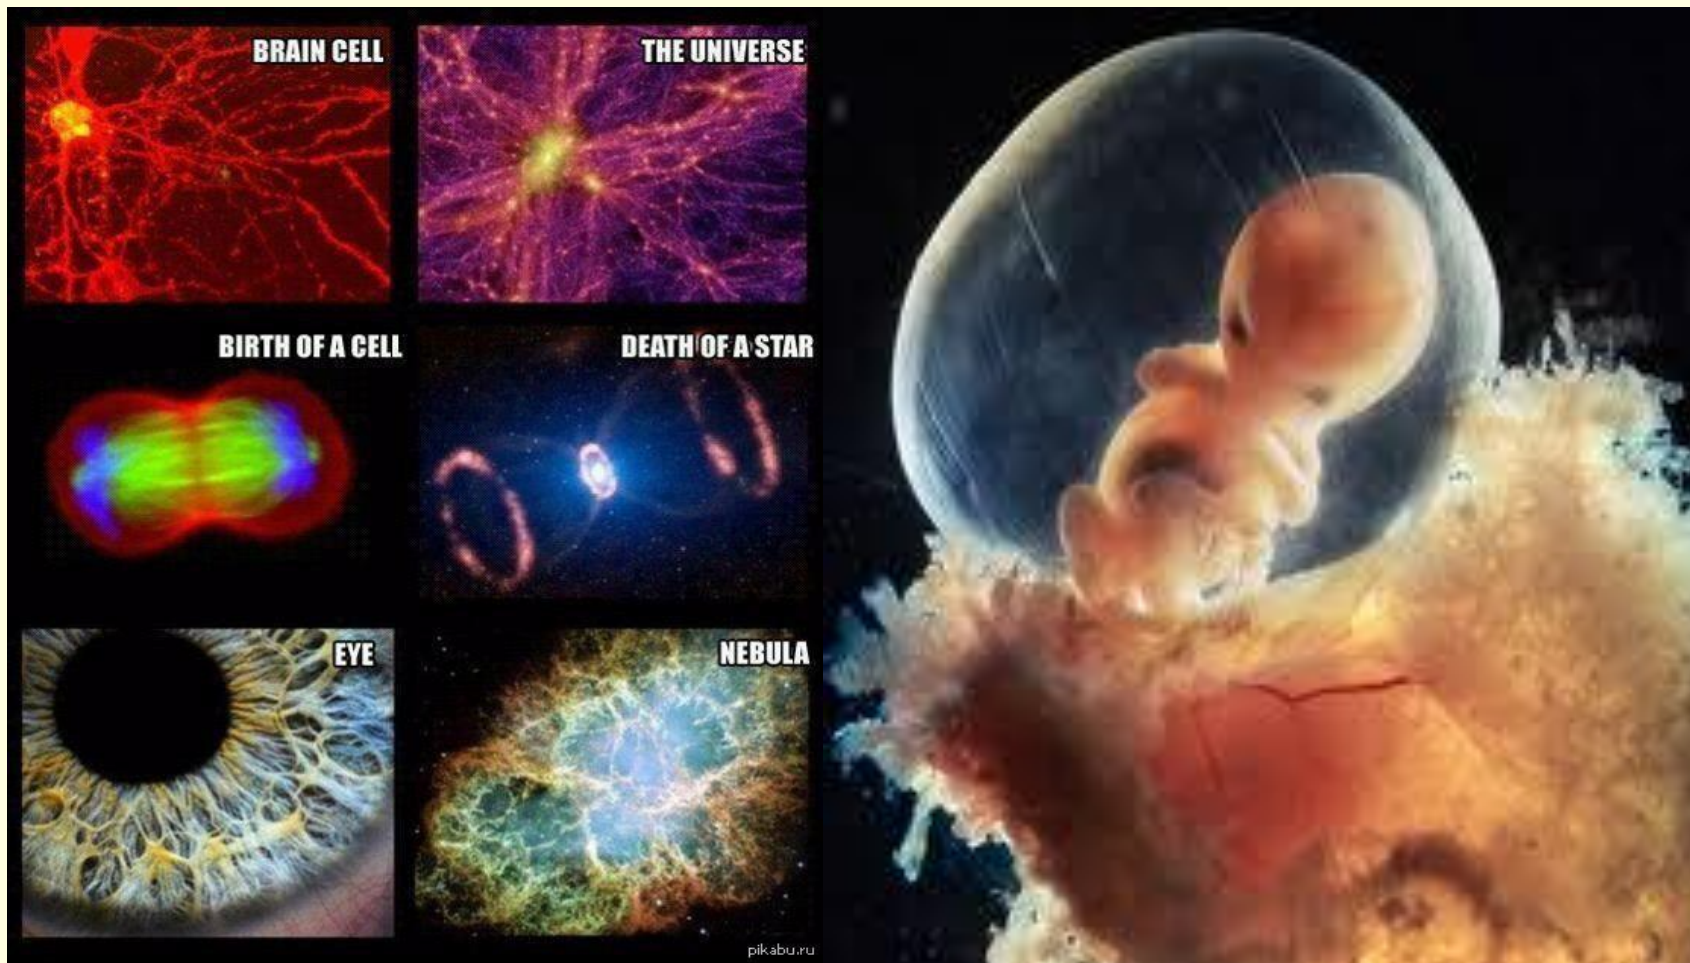 BRAIN CELL
THE UNIVERSE
BIRTH OF A CELL
DEATH OF A STAR
EYE
NEBULA
pikabu.ru